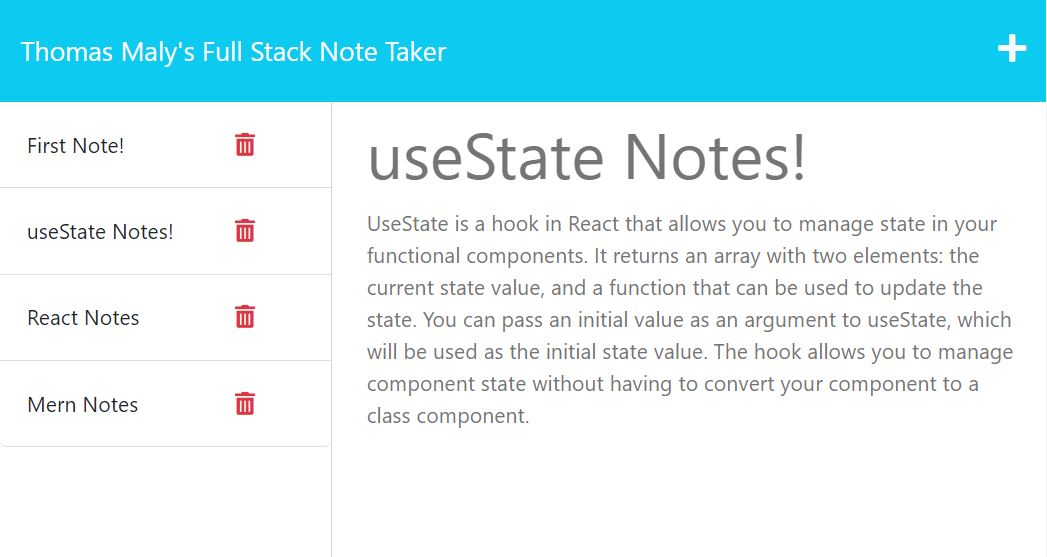 Thomas Maly's Full Stack Note Taker
First Note!
useState Notes!
React Notes
Mern Notes
useState Notes!
UseState is a hook in React that allows you to manage state in your
functional components. It returns an array with two elements: the
current state value, and a function that can be used to update the
state. You can pass an initial value as an argument to useState, which
will be used as the initial state value. The hook allows you to manage
component state without having to convert your component to a
class component.